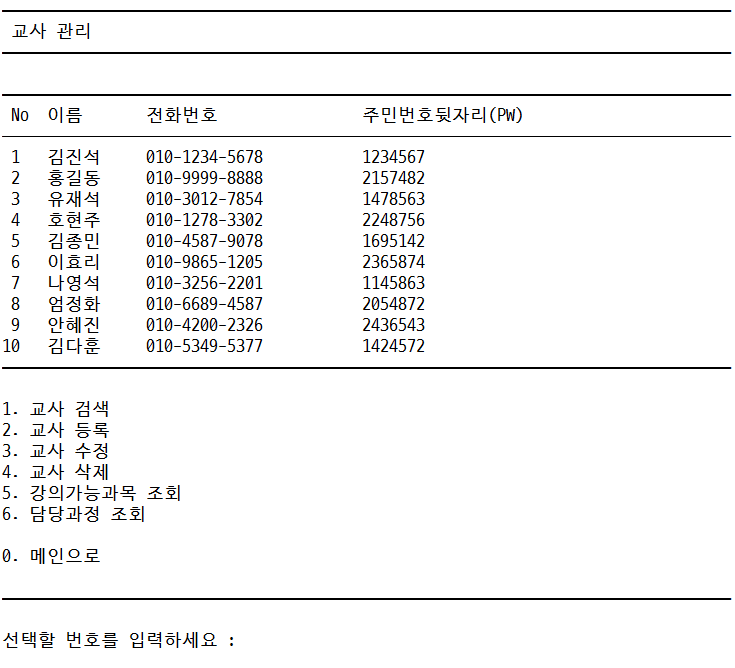 교사 관리
No 이름 전화번호 주민번호뒷자리(PW)
1 김진석 010-1234-5678 1234567
2 홍길동 010-9999-8888 2157482
3 유재석 010-3012-7854 1478563
4 호현주 010-1278-3302 2248756
5 김종민 010-4587-9078 1695142
6 이효리 010-9865-1205 2365874
7 나영석 010-3256-2201 1145863
8 엄정화 010-6689-4587 2054872
9 안혜진 010-4200-2326 2436543
10 김다훈 010-5349-5377 1424572
1. 교사 검색
2. 교사 등록
3. 교사 수정
4. 교사 삭제
5. 강의가능과목 조회
6. 담당과정 조회
0. 메인으로
선택할 번호를 입력하세요 :